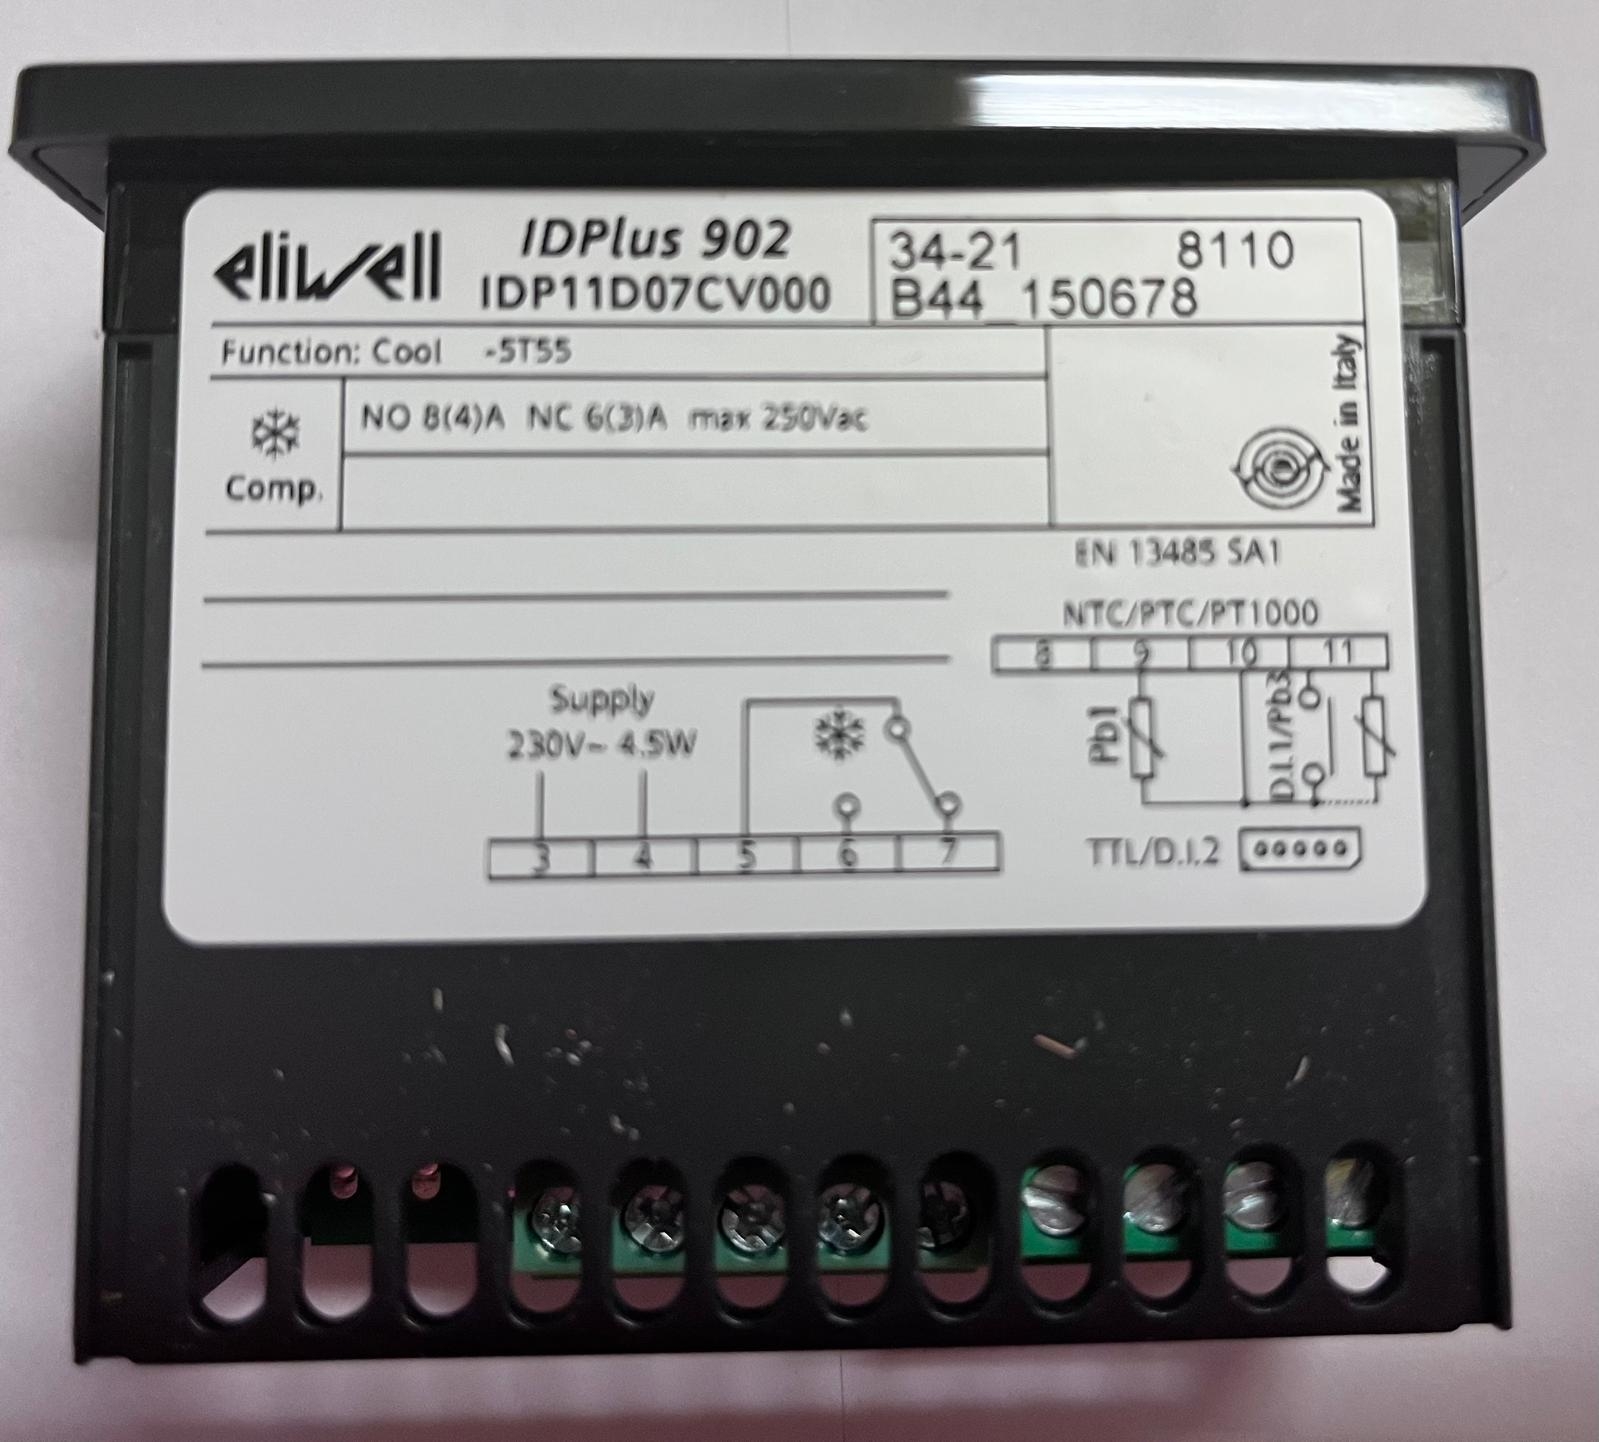 eliwell
IDPlus 902
IDP11D07CV000
34-21 8110
B44_150678
Function: Cool -5T55
Comp.
NO 8(4)A NC 6(3)A max 250Vac
Made in Italy
EN 13485 SA1
NTC/PTC/PT1000
8 9 10 11
Pb1
D.I.1/Pb3
Supply
230V~ 4.5W
3 4 5 6 7
TTL/D.I.2